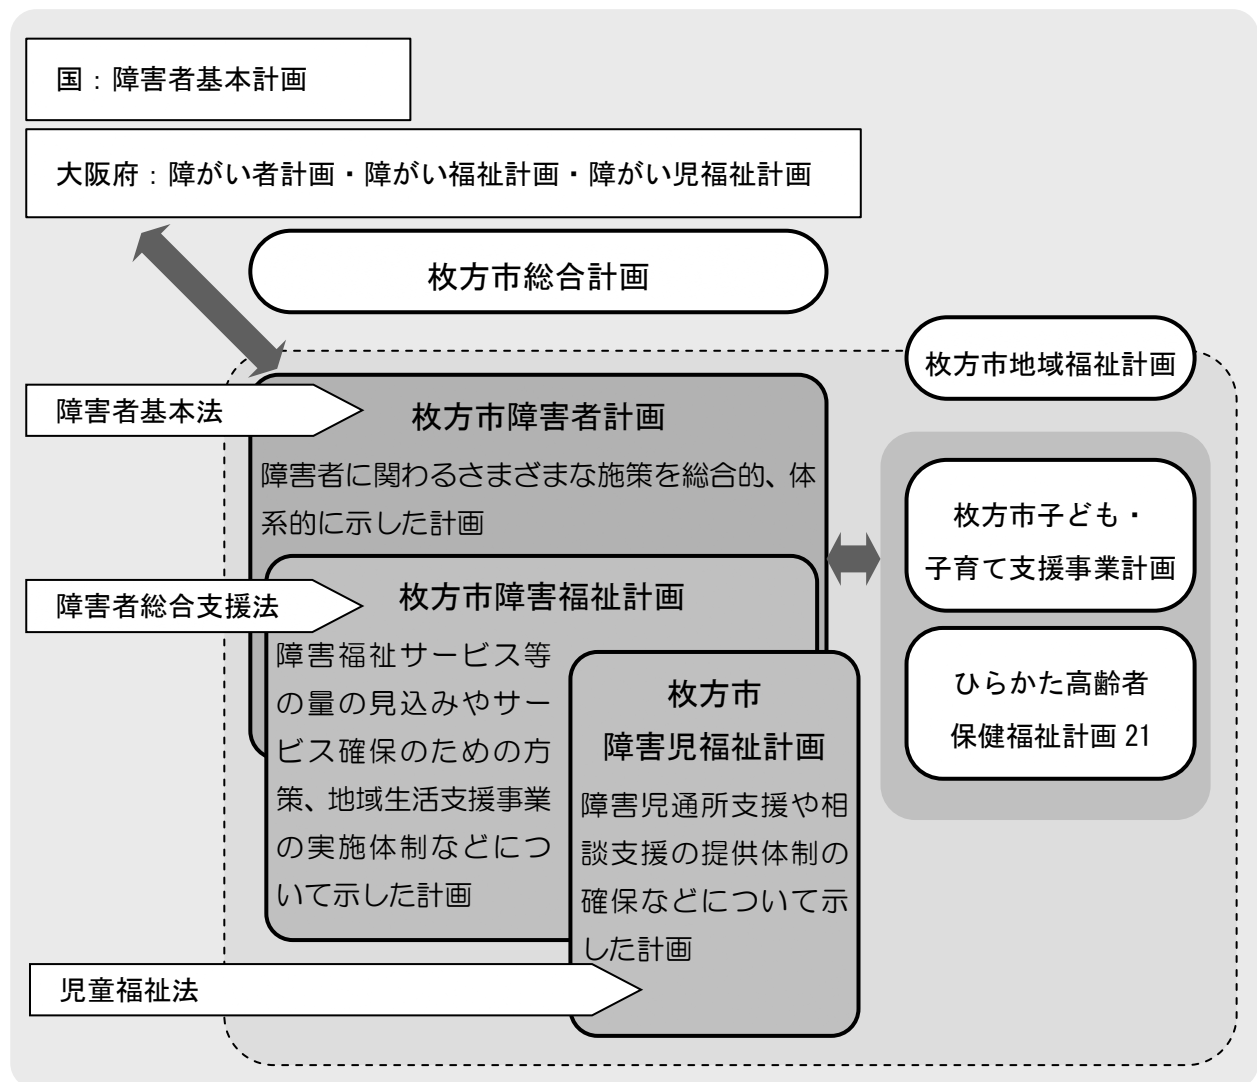 国：障害者基本計画
大阪府：障がい者計画・障がい福祉計画・障がい児福祉計画
枚方市総合計画
枚方市地域福祉計画
障害者基本法
枚方市障害者計画
障害者に関わるさまざまな施策を総合的、体
系的に示した計画
枚方市子ども・
子育て支援事業計画
障害者総合支援法
枚方市障害福祉計画
障害福祉サービス等
の量の見込みやサー
ビス確保のための方
策、地域生活支援事業
の実施体制などにつ
いて示した計画
枚方市
障害児福祉計画
障害児通所支援や相
談支援の提供体制の
確保などについて示
した計画
ひらかた高齢者
保健福祉計画 21
児童福祉法